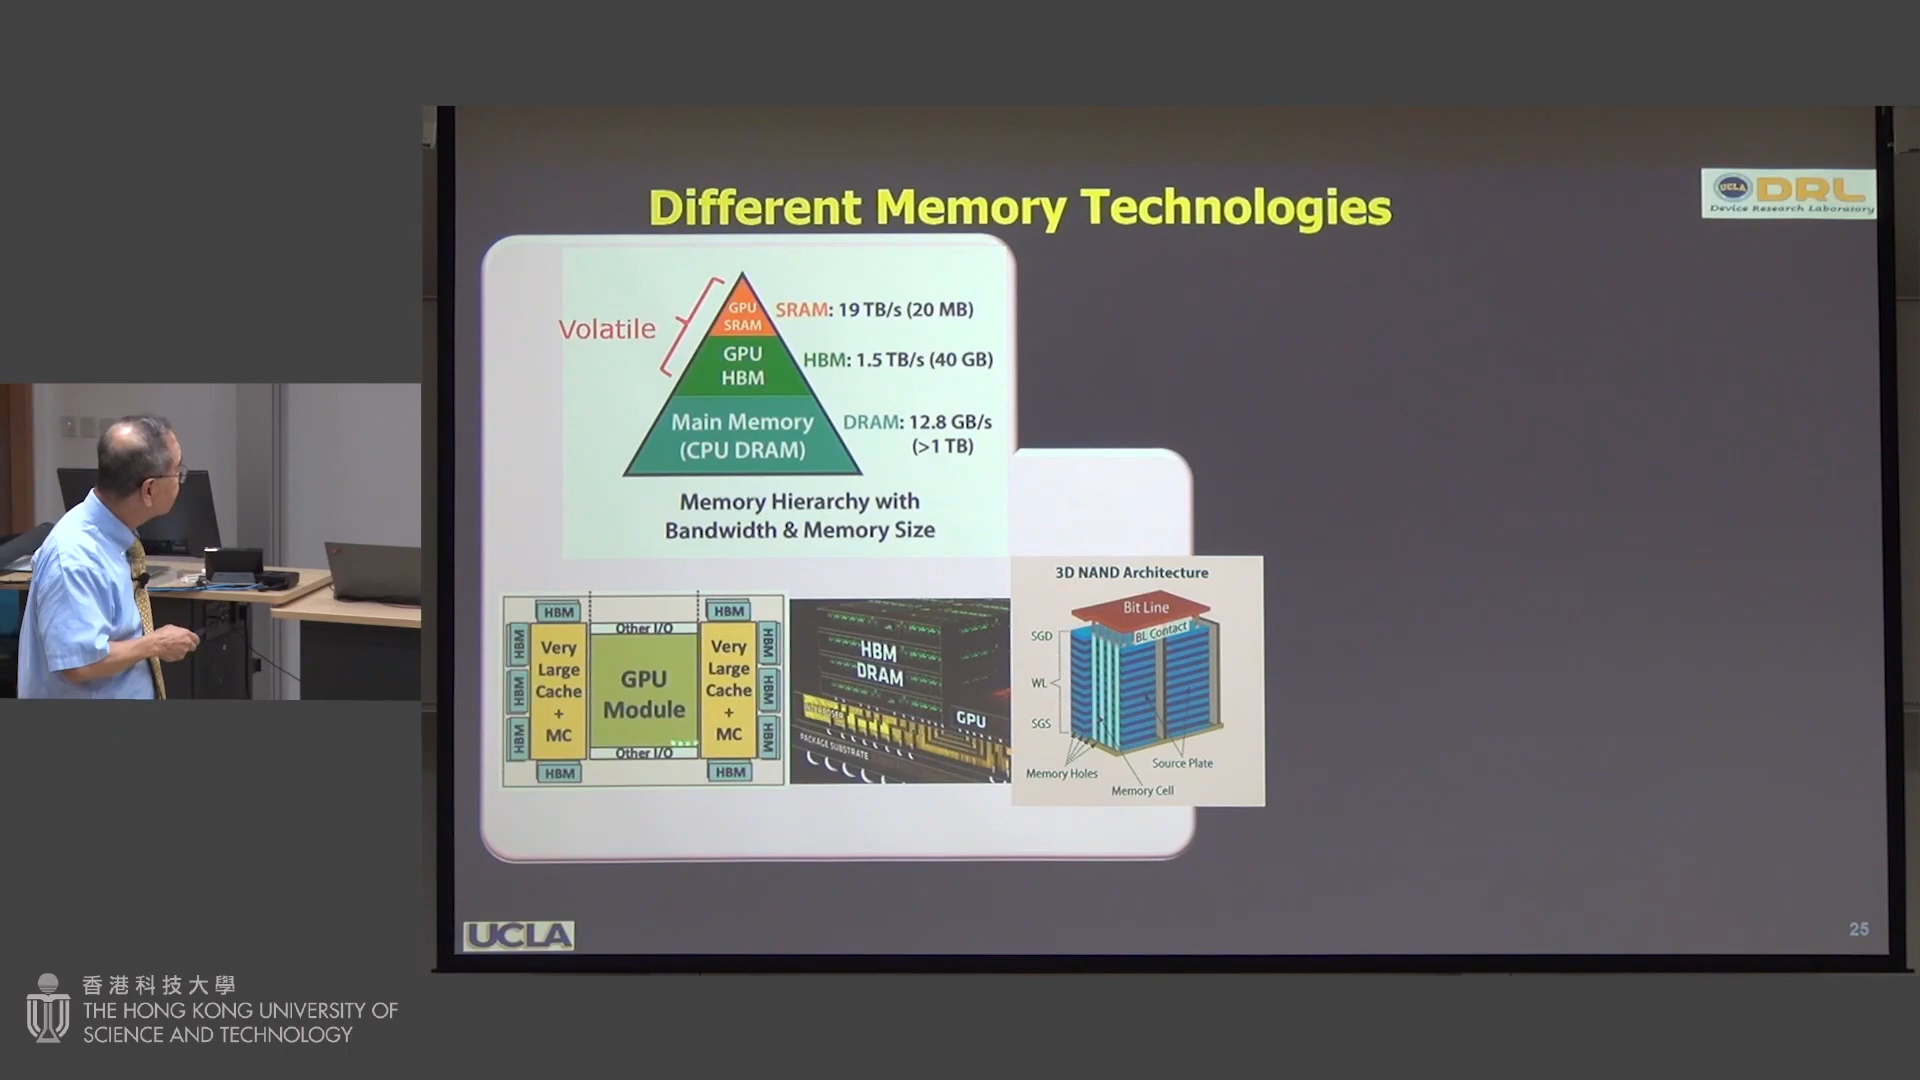 Different Memory Technologies
UCLA DRL
Device Research Laboratory
Volatile
GPU
SRAM
SRAM: 19 TB/s (20 MB)
GPU
HBM
HBM: 1.5 TB/s (40 GB)
Main Memory
(CPU DRAM)
DRAM: 12.8 GB/s
(>1 TB)
Memory Hierarchy with
Bandwidth & Memory Size
HBM
HBM
HBM
HBM
HBM
Very
Large
Cache
+
MC
HBM
Other I/O
GPU
Module
Other I/O
HBM
Very
Large
Cache
+
MC
HBM
HBM
HBM
HBM
HBM
DRAM
GPU
INTERPOSER
PACKAGE SUBSTRATE
3D NAND Architecture
Bit Line
BL Contact
SGD
WL
SGS
Memory Holes
Source Plate
Memory Cell
UCLA
25
香港科技大學
THE HONG KONG UNIVERSITY OF
SCIENCE AND TECHNOLOGY